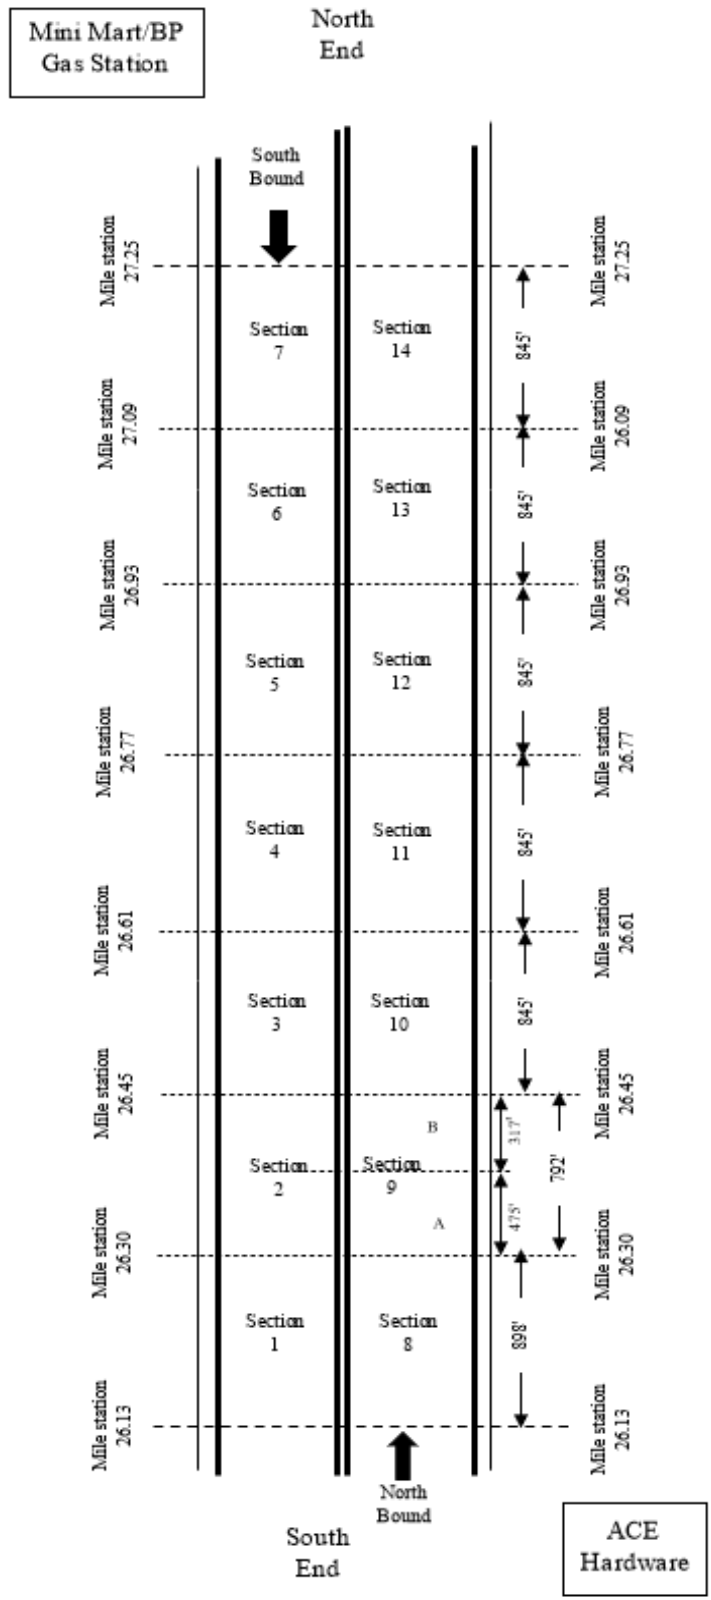 Mini Mart/BP
Gas Station
North
End
South
Bound
Mile station
27.25
Mile station
27.25
Section
7
Section
14
845'
Mile station
27.09
Mile station
26.09
Section
6
Section
13
845'
Mile station
26.93
Mile station
26.93
Section
5
Section
12
845'
Mile station
26.77
Mile station
26.77
Section
4
Section
11
845'
Mile station
26.61
Mile station
26.61
Section
3
Section
10
845'
Mile station
26.45
Mile station
26.45
B
317'
792'
Section
2
Section
9
A
475'
Mile station
26.30
Mile station
26.30
Section
1
Section
8
898'
Mile station
26.13
Mile station
26.13
North
Bound
South
End
ACE
Hardware